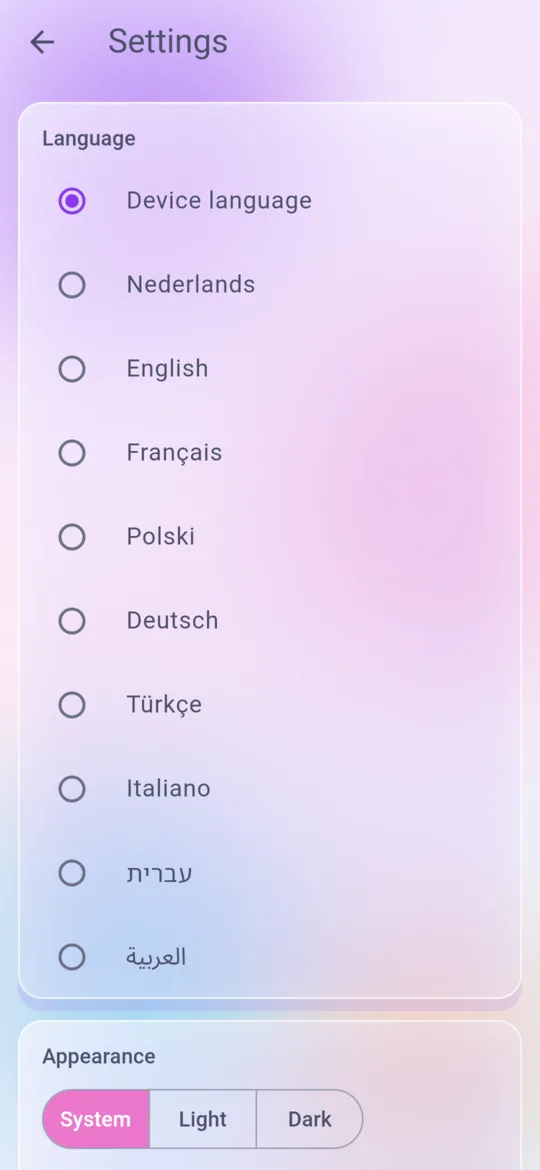 Settings
Language
Device language
Nederlands
English
Français
Polski
Deutsch
Türkçe
Italiano
עברית
العربية
Appearance
System Light Dark